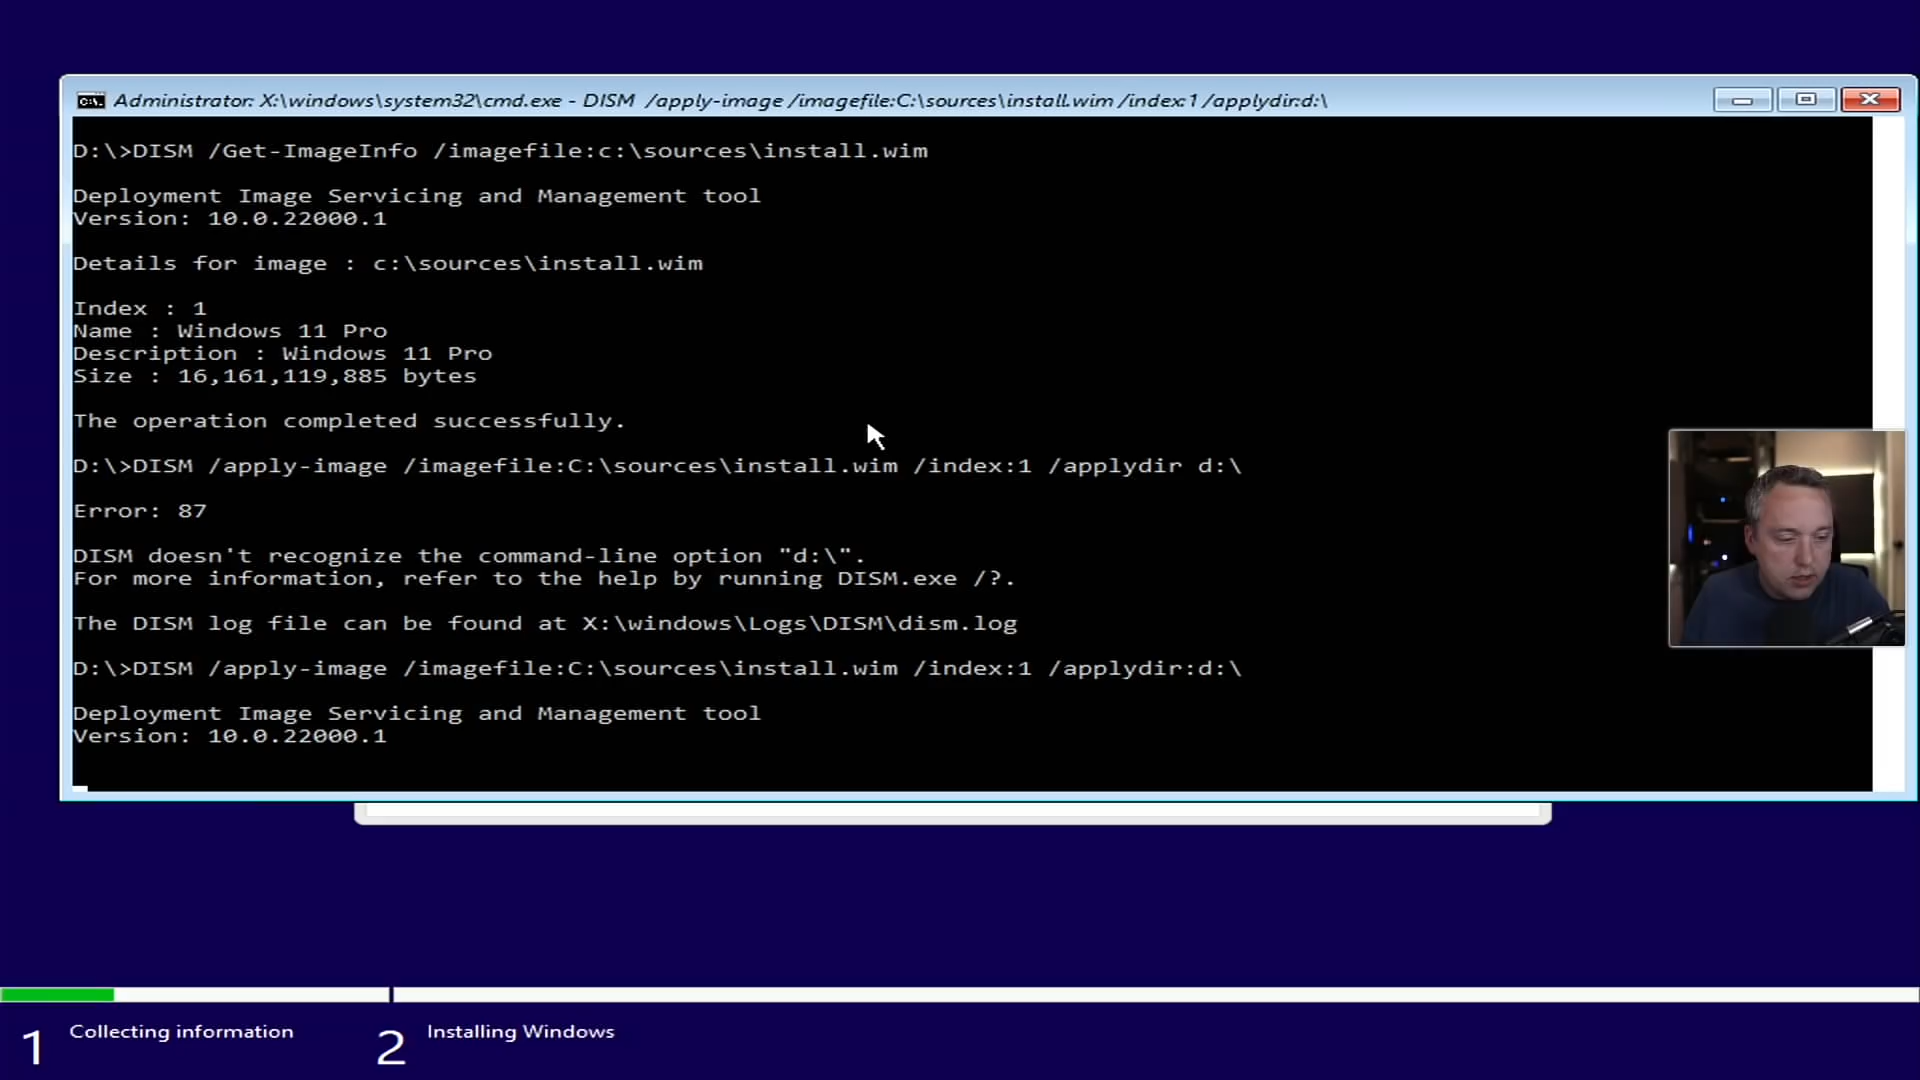 Administrator: X:\windows\system32\cmd.exe - DISM /apply-image /imagefile:C:\sources\install.wim /index:1 /applydir:d:\
D:\>DISM /Get-ImageInfo /imagefile:c:\sources\install.wim
Deployment Image Servicing and Management tool
Version: 10.0.22000.1
Details for image : c:\sources\install.wim
Index : 1
Name : Windows 11 Pro
Description : Windows 11 Pro
Size : 16,161,119,885 bytes
The operation completed successfully.
D:\>DISM /apply-image /imagefile:C:\sources\install.wim /index:1 /applydir d:\
Error: 87
DISM doesn't recognize the command-line option "d:\".
For more information, refer to the help by running DISM.exe /?.
The DISM log file can be found at X:\windows\Logs\DISM\dism.log
D:\>DISM /apply-image /imagefile:C:\sources\install.wim /index:1 /applydir:d:\
Deployment Image Servicing and Management tool
Version: 10.0.22000.1
1 Collecting information
2 Installing Windows